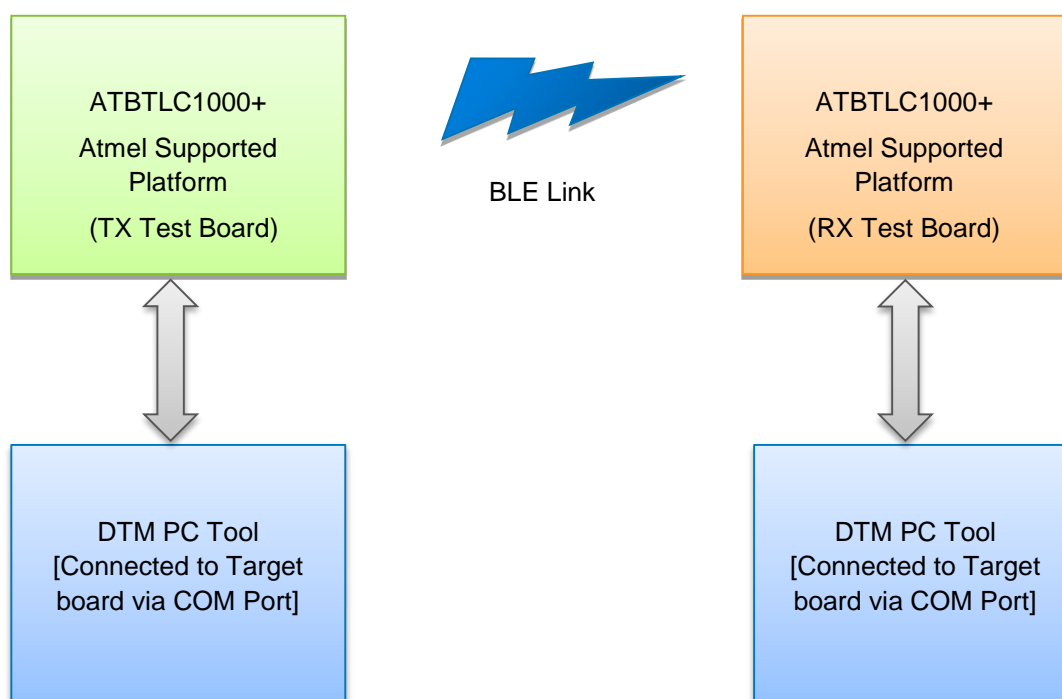 ATBTLC1000+
Atmel Supported
Platform
(TX Test Board)
BLE Link
ATBTLC1000+
Atmel Supported
Platform
(RX Test Board)
DTM PC Tool
[Connected to Target
board via COM Port]
DTM PC Tool
[Connected to Target
board via COM Port]